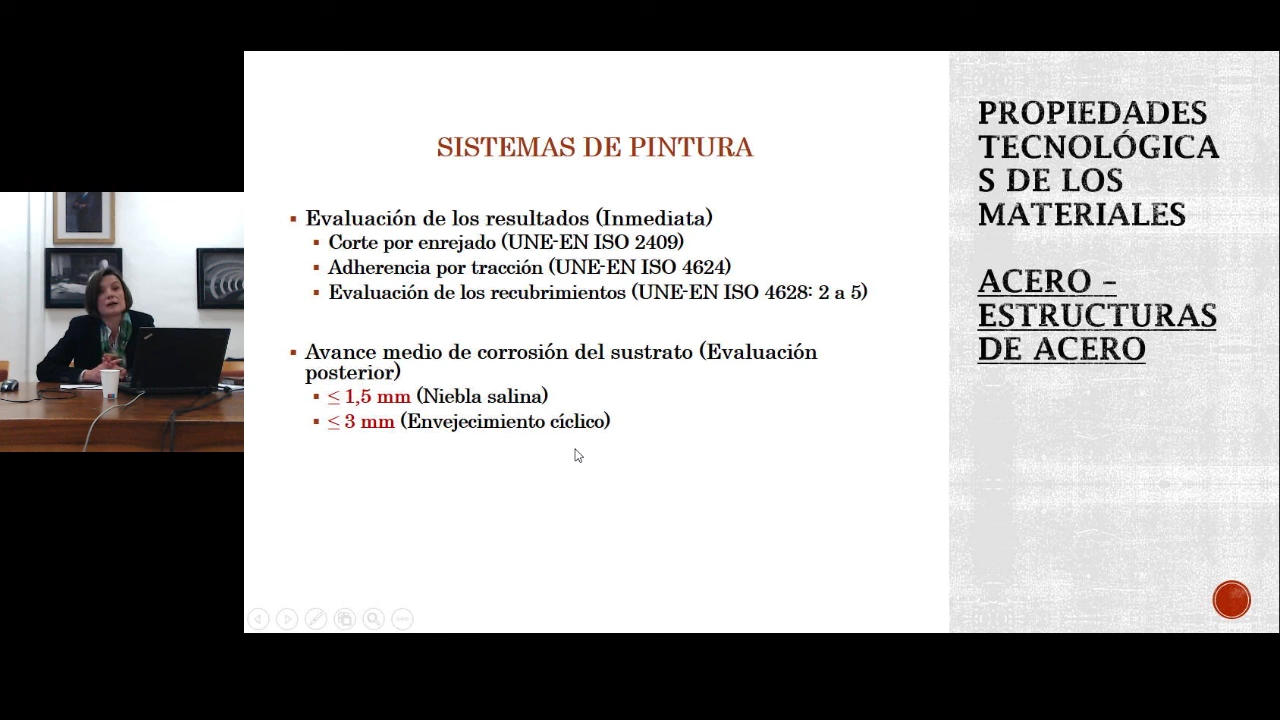 SISTEMAS DE PINTURA
Evaluación de los resultados (Inmediata)
Corte por enrejado (UNE-EN ISO 2409)
Adherencia por tracción (UNE-EN ISO 4624)
Evaluación de los recubrimientos (UNE-EN ISO 4628: 2 a 5)
Avance medio de corrosión del sustrato (Evaluación
posterior)
≤ 1,5 mm (Niebla salina)
≤ 3 mm (Envejecimiento cíclico)
PROPIEDADES
TECNOLÓGICA
S DE LOS
MATERIALES
ACERO –
ESTRUCTURAS
DE ACERO